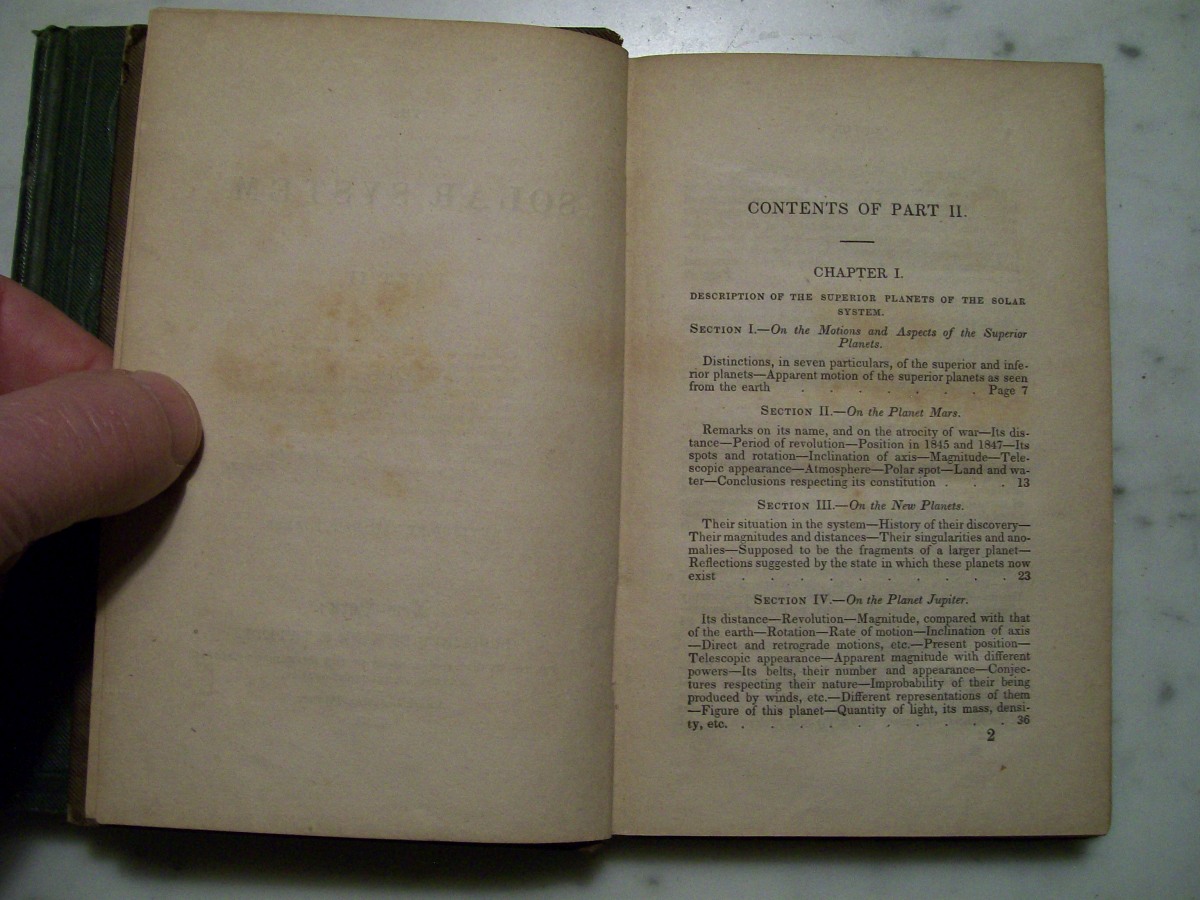 SOLAR SYSTEM
CONTENTS OF PART II.
CHAPTER I.
DESCRIPTION OF THE SUPERIOR PLANETS OF THE SOLAR
SYSTEM.
SECTION I.—On the Motions and Aspects of the Superior
Planets.
Distinctions, in seven particulars, of the superior and infe-
rior planets—Apparent motion of the superior planets as seen
from the earth . . . . . . . Page 7
SECTION II.—On the Planet Mars.
Remarks on its name, and on the atrocity of war—Its dis-
tance—Period of revolution—Position in 1845 and 1847—Its
spots and rotation—Inclination of axis—Magnitude—Tele-
scopic appearance—Atmosphere—Polar spot—Land and wa-
ter—Conclusions respecting its constitution . . . 13
SECTION III.—On the New Planets.
Their situation in the system—History of their discovery—
Their magnitudes and distances—Their singularities and ano-
malies—Supposed to be the fragments of a larger planet—
Reflections suggested by the state in which these planets now
exist . . . . . . . . . . 23
SECTION IV.—On the Planet Jupiter.
Its distance—Revolution—Magnitude, compared with that
of the earth—Rotation—Rate of motion—Inclination of axis
—Direct and retrograde motions, etc.—Present position—
Telescopic appearance—Apparent magnitude with different
powers—Its belts, their number and appearance—Conjec-
tures respecting their nature—Improbability of their being
produced by winds, etc.—Different representations of them
—Figure of this planet—Quantity of light, its mass, densi-
ty, etc. . . . . . . . . . . 36
2